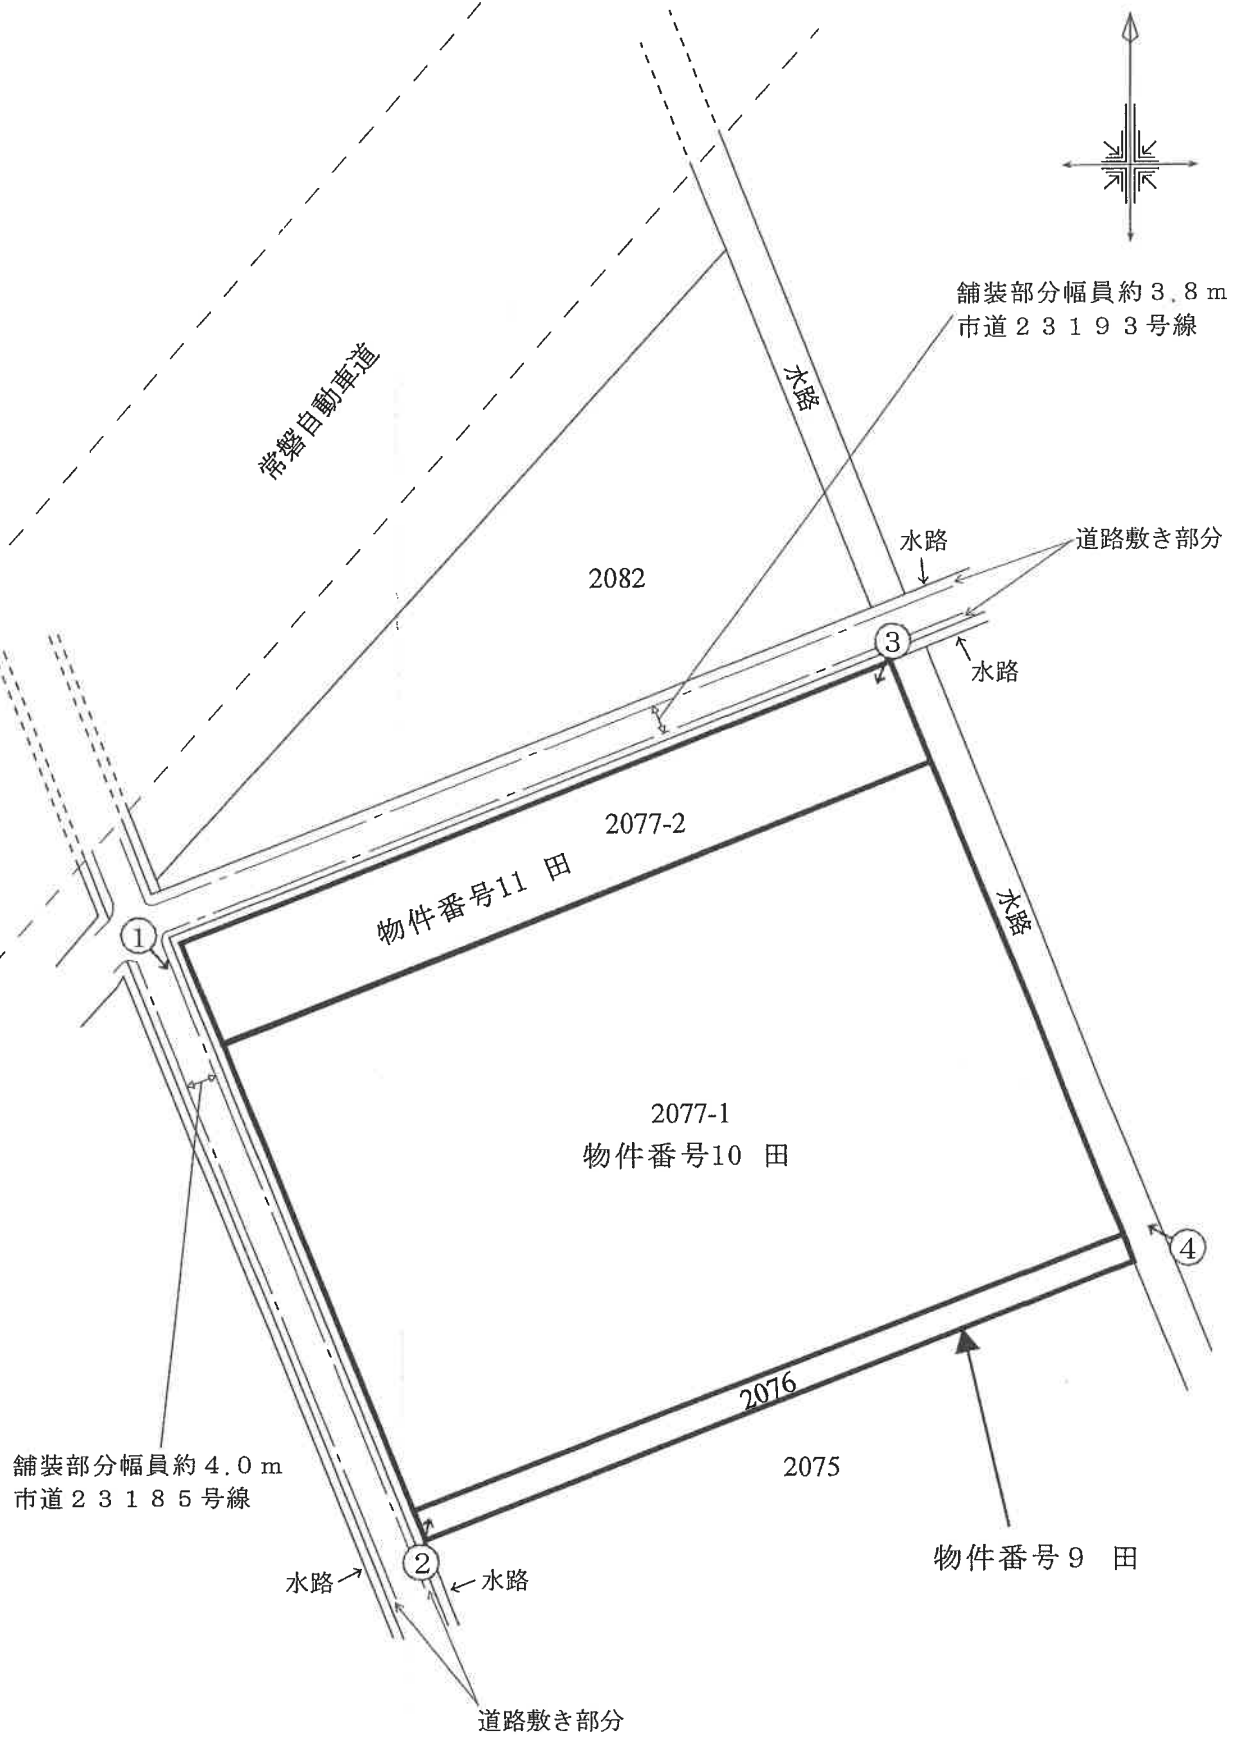 舗装部分幅員約３.８ｍ
市道２３１９３号線
水路
常磐自動車道
水路
道路敷き部分
2082
③
水路
2077-2
物件番号11　田
水路
①
2077-1
物件番号10　田
④
2076
舗装部分幅員約４.０ｍ
市道２３１８５号線
2075
物件番号９　田
②
水路
水路
道路敷き部分